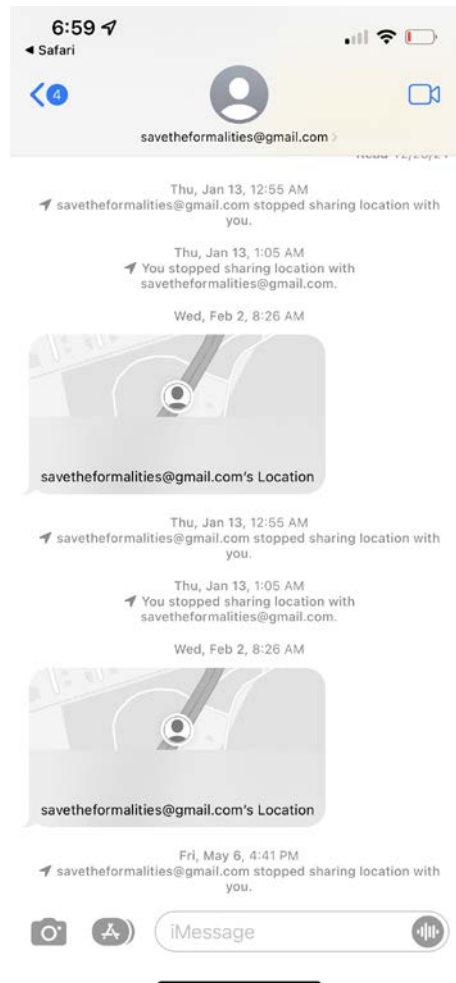 6:59
Safari
4
savetheformalities@gmail.com
Thu, Jan 13, 12:55 AM
savetheformalities@gmail.com stopped sharing location with
you.
Thu, Jan 13, 1:05 AM
You stopped sharing location with
savetheformalities@gmail.com.
Wed, Feb 2, 8:26 AM
savetheformalities@gmail.com's Location
Thu, Jan 13, 12:55 AM
savetheformalities@gmail.com stopped sharing location with
you.
Thu, Jan 13, 1:05 AM
You stopped sharing location with
savetheformalities@gmail.com.
Wed, Feb 2, 8:26 AM
savetheformalities@gmail.com's Location
Fri, May 6, 4:41 PM
savetheformalities@gmail.com stopped sharing location with
you.
iMessage